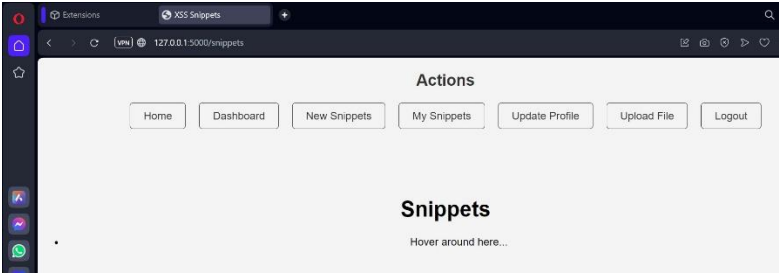 Extensions XSS Snippets
VPN 127.0.0.1:5000/snippets
Actions
Home Dashboard New Snippets My Snippets Update Profile Upload File Logout
Snippets
Hover around here...